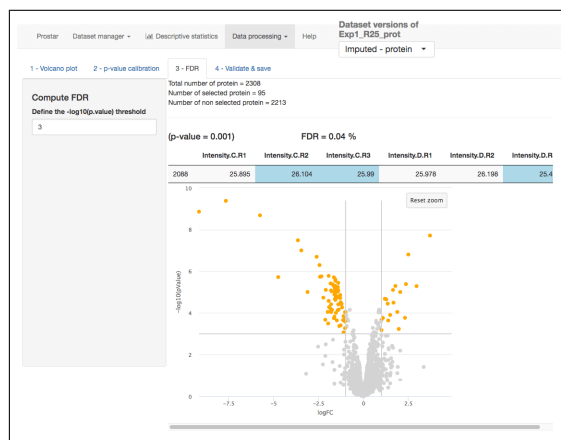 Prostar
Dataset manager
Descriptive statistics
Data processing
Help
Dataset versions of
Exp1_R25_prot
Imputed - protein
1 - Volcano plot
2 - p-value calibration
3 - FDR
4 - Validate & save
Compute FDR
Define the -log10(p.value) threshold
3
Total number of protein = 2308
Number of selected protein = 95
Number of non selected protein = 2213
(p-value = 0.001)
FDR = 0.04 %
Intensity.C.R1 Intensity.C.R2 Intensity.C.R3 Intensity.D.R1 Intensity.D.R2 Intensity.D.R
2088 25.895 26.104 25.99 25.978 26.198 25.4
Reset zoom
10
8
6
4
2
0
-log10(pValue)
-7.5 -5 -2.5 0 2.5
logFC